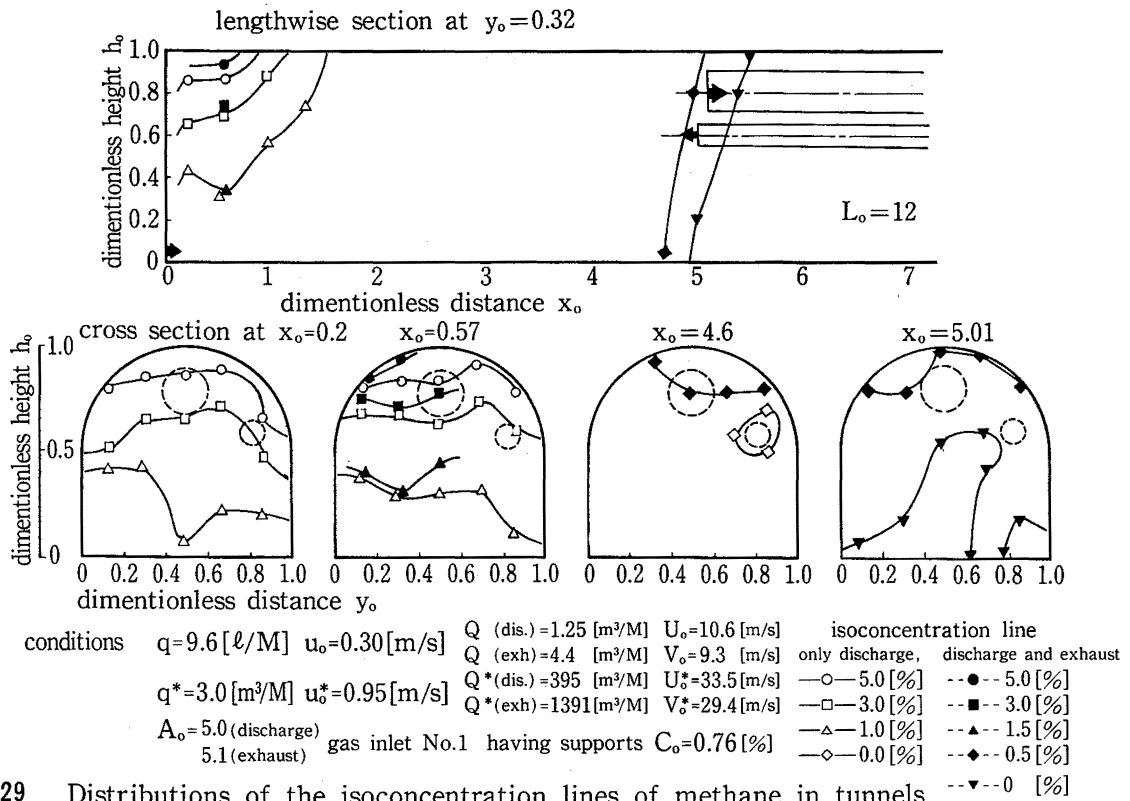 lengthwise section at y₀=0.32
dimentionless height h₀
1.0
0.8
0.6
0.4
0.2
0
L₀=12
0 1 2 3 4 5 6 7
dimentionless distance x₀
cross section at x₀=0.2 x₀=0.57 x₀=4.6 x₀=5.01
dimentionless height h₀
1.0
0.5
0
0 0.2 0.4 0.6 0.8 1.0 0 0.2 0.4 0.6 0.8 1.0 0 0.2 0.4 0.6 0.8 1.0 0 0.2 0.4 0.6 0.8 1.0
dimentionless distance y₀
conditions q=9.6[ℓ/M] u₀=0.30[m/s]
q*=3.0[m³/M] u₀*=0.95[m/s]
Q (dis.)=1.25 [m³/M] U₀=10.6[m/s]
Q (exh)=4.4 [m³/M] V₀=9.3 [m/s]
Q*(dis.)=395 [m³/M] U₀*=33.5[m/s]
Q*(exh)=1391[m³/M] V₀*=29.4[m/s]
A₀= 5.0(discharge)
5.1(exhaust)
gas inlet No.1 having supports C₀=0.76[%]
isoconcentration line
only discharge, discharge and exhaust
—○—5.0[%] --●--5.0[%]
—□—3.0[%] --■--3.0[%]
—△—1.0[%] --▲--1.5[%]
—◇—0.0[%] --◆--0.5[%]
--▼--0 [%]
29 Distributions of the isoconcentration lines of methane in tunnels